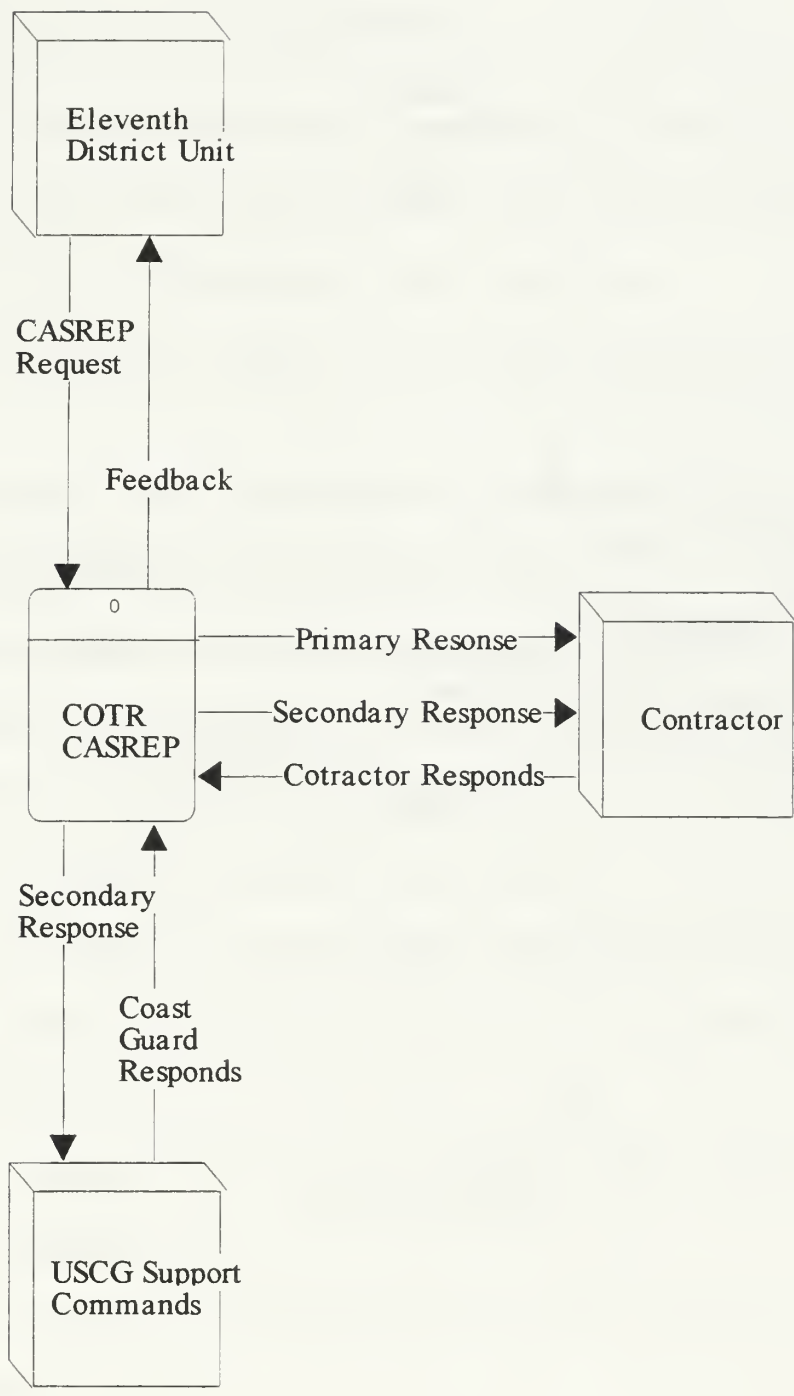 Eleventh
District Unit
CASREP
Request
Feedback
0
COTR
CASREP
Primary Resonse
Secondary Response
Cotractor Responds
Contractor
Secondary
Response
Coast
Guard
Responds
USCG Support
Commands